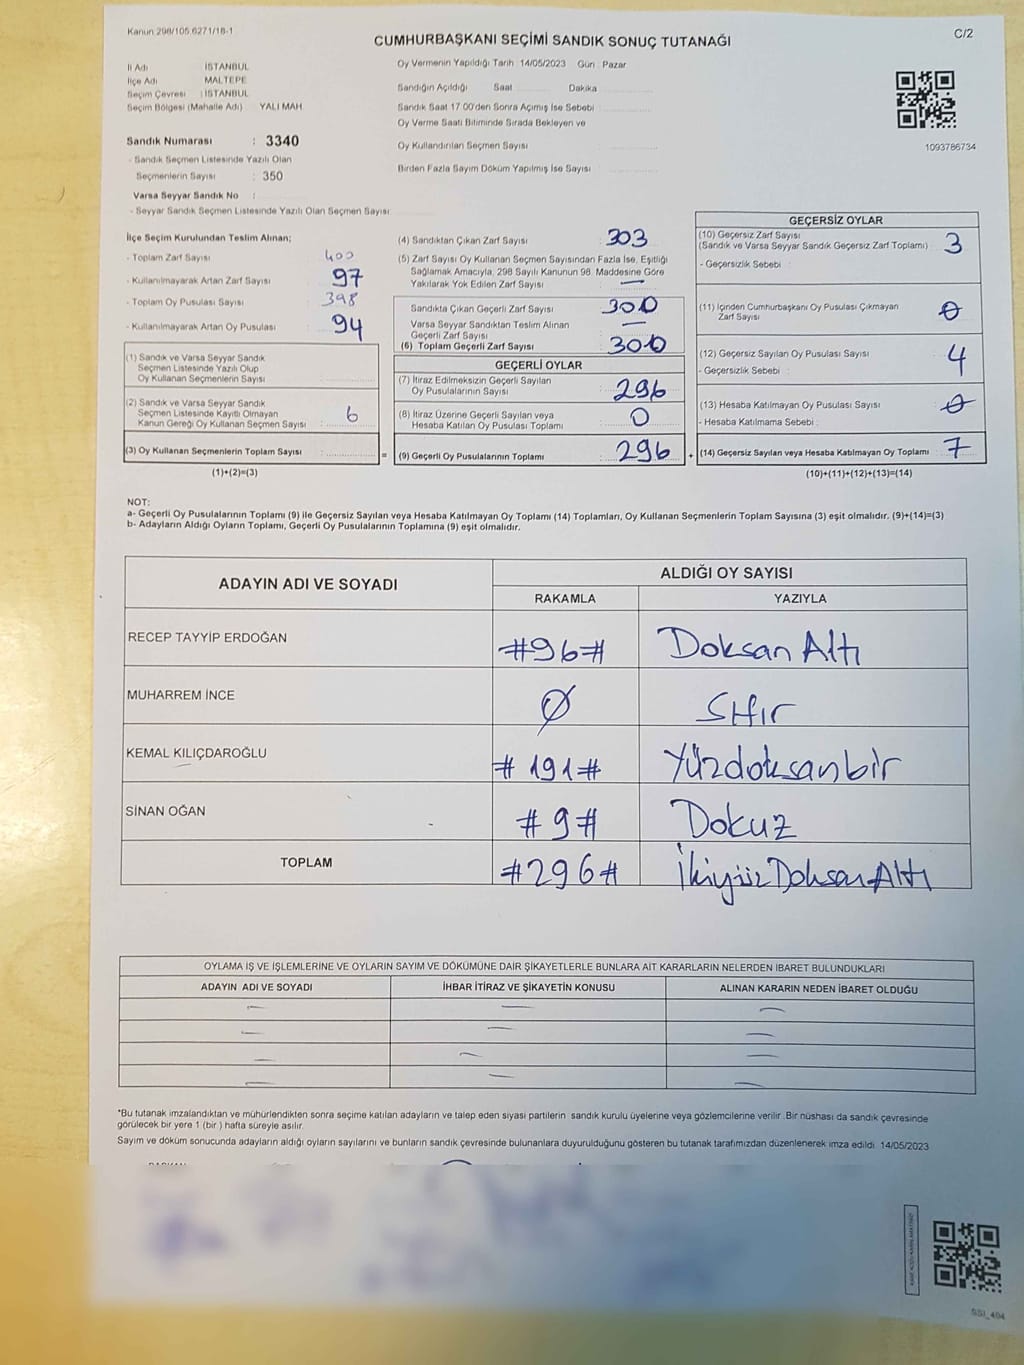 Kanun 298/105.6271/18-1
C/2
CUMHURBAŞKANI SEÇİMİ SANDIK SONUÇ TUTANAĞI
İl Adı İSTANBUL
İlçe Adı MALTEPE
Seçim Çevresi : İSTANBUL
Seçim Bölgesi (Mahalle Adı) YALI MAH.
Sandık Numarası : 3340
- Sandık Seçmen Listesinde Yazılı Olan
Seçmenlerin Sayısı : 350
Varsa Seyyar Sandık No :
- Seyyar Sandık Seçmen Listesinde Yazılı Olan Seçmen Sayısı
Oy Vermenin Yapıldığı Tarih 14/05/2023 Gün : Pazar
Sandığın Açıldığı Saat Dakika
Sandık Saat 17.00'den Sonra Açımış İse Sebebi
Oy Verme Saati Bitiminde Sırada Bekleyen ve
Oy Kullandırılan Seçmen Sayısı
Birden Fazla Sayım Döküm Yapılmış İse Sayısı
1093786734
İlçe Seçim Kurulundan Teslim Alınan;
- Toplam Zarf Sayısı 400
- Kullanılmayarak Artan Zarf Sayısı : 97
- Toplam Oy Pusulası Sayısı 398
- Kullanılmayarak Artan Oy Pusulası : 94
(1) Sandık ve Varsa Seyyar Sandık
Seçmen Listesinde Yazılı Olup
Oy Kullanan Seçmenlerin Sayısı
(2) Sandık ve Varsa Seyyar Sandık
Seçmen Listesinde Kayıtlı Olmayan
Kanun Gereği Oy Kullanan Seçmen Sayısı : 6
(3) Oy Kullanan Seçmenlerin Toplam Sayısı :
(1)+(2)=(3)
(4) Sandıktan Çıkan Zarf Sayısı : 303
(5) Zarf Sayısı Oy Kullanan Seçmen Sayısından Fazla İse, Eşitliği
Sağlamak Amacıyla, 298 Sayılı Kanunun 98. Maddesine Göre
Yakılarak Yok Edilen Zarf Sayısı : —
Sandıkta Çıkan Geçerli Zarf Sayısı : 300
Varsa Seyyar Sandıktan Teslim Alınan
Geçerli Zarf Sayısı : —
(6) Toplam Geçerli Zarf Sayısı : 300
GEÇERLİ OYLAR
(7) İtiraz Edilmeksizin Geçerli Sayılan
Oy Pusulalarının Sayısı : 296
(8) İtiraz Üzerine Geçerli Sayılan veya
Hesaba Katılan Oy Pusulası Toplamı : 0
= (9) Geçerli Oy Pusulalarının Toplamı : 296
GEÇERSİZ OYLAR
(10) Geçersiz Zarf Sayısı
(Sandık ve Varsa Seyyar Sandık Geçersiz Zarf Toplamı) : 3
- Geçersizlik Sebebi :
(11) İçinden Cumhurbaşkanı Oy Pusulası Çıkmayan
Zarf Sayısı : 0
(12) Geçersiz Sayılan Oy Pusulası Sayısı : 4
- Geçersizlik Sebebi :
(13) Hesaba Katılmayan Oy Pusulası Sayısı : 0
- Hesaba Katılmama Sebebi :
+ (14) Geçersiz Sayılan veya Hesaba Katılmayan Oy Toplamı : 7
(10)+(11)+(12)+(13)=(14)
NOT:
a- Geçerli Oy Pusulalarının Toplamı (9) ile Geçersiz Sayılan veya Hesaba Katılmayan Oy Toplamı (14) Toplamları, Oy Kullanan Seçmenlerin Toplam Sayısına (3) eşit olmalıdır. (9)+(14)=(3)
b- Adayların Aldığı Oyların Toplamı, Geçerli Oy Pusulalarının Toplamına (9) eşit olmalıdır.
ADAYIN ADI VE SOYADI ALDIĞI OY SAYISI
RAKAMLA YAZIYLA
RECEP TAYYİP ERDOĞAN #96# Doksan Altı
MUHARREM İNCE Ø Sıfır
KEMAL KILIÇDAROĞLU #191# Yüzdoksanbir
SİNAN OĞAN #9# Dokuz
TOPLAM #296# İkiyüz Doksan Altı
OYLAMA İŞ VE İŞLEMLERİNE VE OYLARIN SAYIM VE DÖKÜMÜNE DAİR ŞİKAYETLERLE BUNLARA AİT KARARLARIN NELERDEN İBARET BULUNDUKLARI
ADAYIN ADI VE SOYADI İHBAR İTİRAZ VE ŞİKAYETİN KONUSU ALINAN KARARIN NEDEN İBARET OLDUĞU
— — —
— — —
— — —
— — —
*Bu tutanak imzalandıktan ve mühürlendikten sonra seçime katılan adayların ve talep eden siyasi partilerin sandık kurulu üyelerine veya gözlemcilerine verilir. Bir nüshası da sandık çevresinde
görülecek bir yere 1 (bir ) hafta süreyle asılır.
Sayım ve döküm sonucunda adayların aldığı oyların sayılarını ve bunların sandık çevresinde bulunanlara duyurulduğunu gösteren bu tutanak tarafımızdan düzenlenerek imza edildi. 14/05/2023